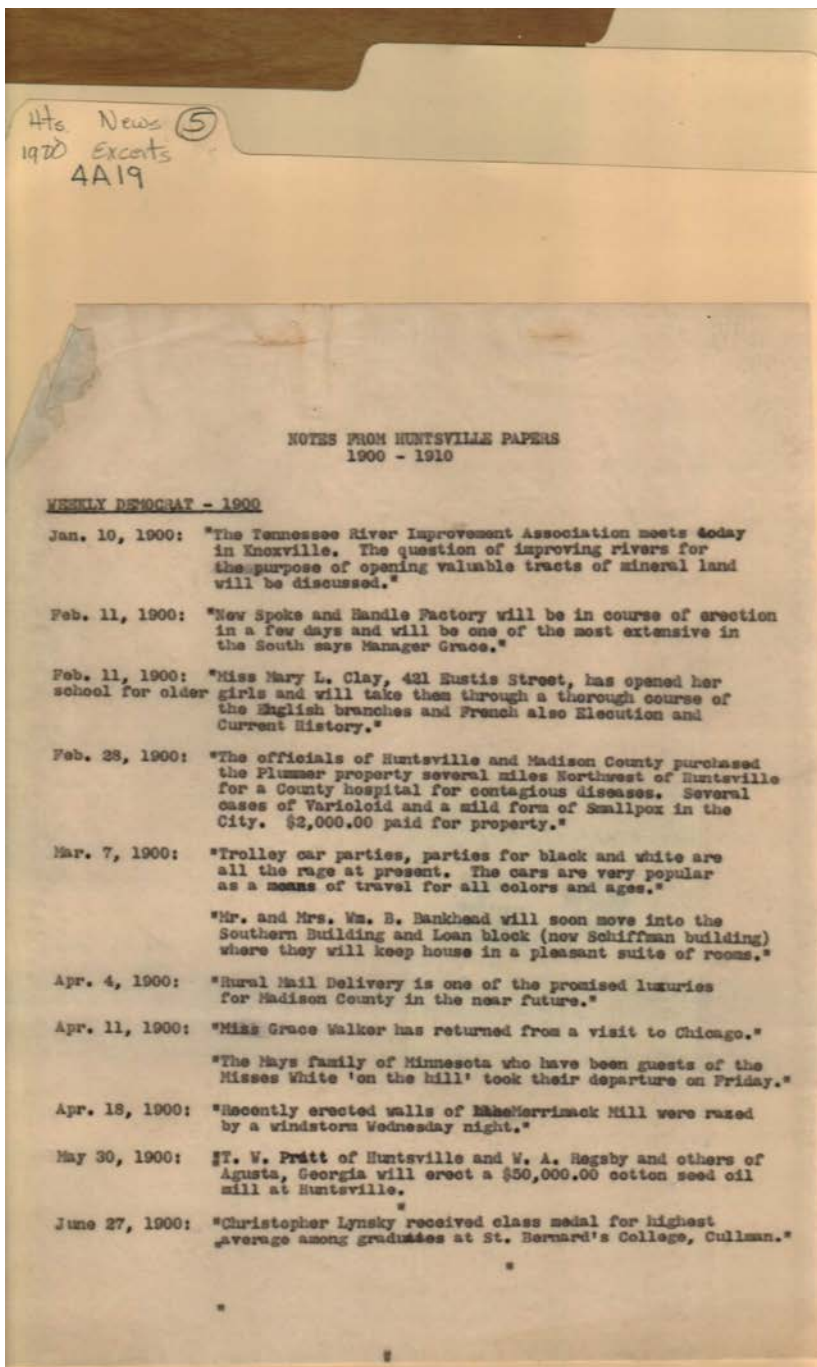 Hts News 5
1900 Excerts
4A19
NOTES FROM HUNTSVILLE PAPERS
1900 - 1910
WEEKLY DEMOCRAT - 1900
Jan. 10, 1900: "The Tennessee River Improvement Association meets today
in Knoxville. The question of improving rivers for
the purpose of opening valuable tracts of mineral land
will be discussed."
Feb. 11, 1900: "New Spoke and Handle Factory will be in course of erection
in a few days and will be one of the most extensive in
the South says Manager Grace."
Feb. 11, 1900: "Miss Mary L. Clay, 421 Eustis Street, has opened her
school for older girls and will take them through a thorough course of
the English branches and French also Elecution and
Current History."
Feb. 28, 1900: "The officials of Huntsville and Madison County purchased
the Plummer property several miles Northwest of Huntsville
for a County hospital for contagious diseases. Several
cases of Varioloid and a mild form of Smallpox in the
City. $2,000.00 paid for property."
Mar. 7, 1900: "Trolley car parties, parties for black and white are
all the rage at present. The cars are very popular
as a means of travel for all colors and ages."
"Mr. and Mrs. Wm. B. Bankhead will soon move into the
Southern Building and Loan block (now Schiffman building)
where they will keep house in a pleasant suite of rooms."
Apr. 4, 1900: "Rural Mail Delivery is one of the promised luxuries
for Madison County in the near future."
Apr. 11, 1900: "Miss Grace Walker has returned from a visit to Chicago."
"The Mays family of Minnesota who have been guests of the
Misses White 'on the hill' took their departure on Friday."
Apr. 18, 1900: "Recently erected walls of the Merrimack Mill were razed
by a windstorm Wednesday night."
May 30, 1900: "T. W. Pratt of Huntsville and W. A. Regsby and others of
Agusta, Georgia will erect a $50,000.00 cotton seed oil
mill at Huntsville.
"
June 27, 1900: "Christopher Lynsky received class medal for highest
average among graduates at St. Bernard's College, Cullman."